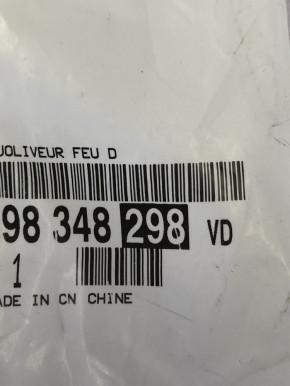 JOLIVEUR FEU D
98 348 298 VD
1
ADE IN CN CHINE